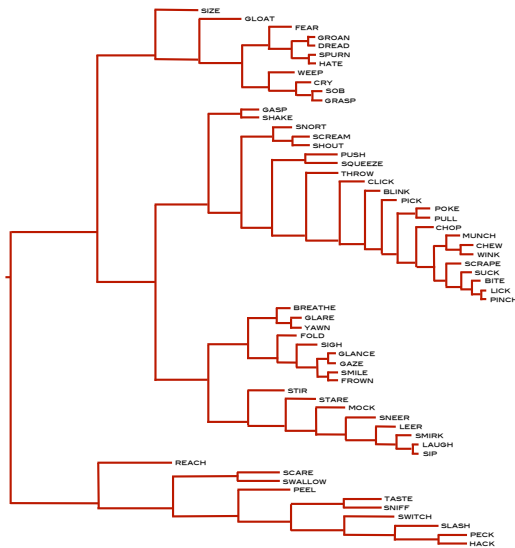 SIZE
GLOAT
FEAR
GROAN
DREAD
SPURN
HATE
WEEP
CRY
SOB
GRASP
GASP
SHAKE
SNORT
SCREAM
SHOUT
PUSH
SQUEEZE
THROW
CLICK
BLINK
PICK
POKE
PULL
CHOP
MUNCH
CHEW
WINK
SCRAPE
SUCK
BITE
LICK
PINCH
BREATHE
GLARE
YAWN
FOLD
SIGH
GLANCE
GAZE
SMILE
FROWN
STIR
STARE
MOCK
SNEER
LEER
SMIRK
LAUGH
SIP
REACH
SCARE
SWALLOW
PEEL
TASTE
SNIFF
SWITCH
SLASH
PECK
HACK